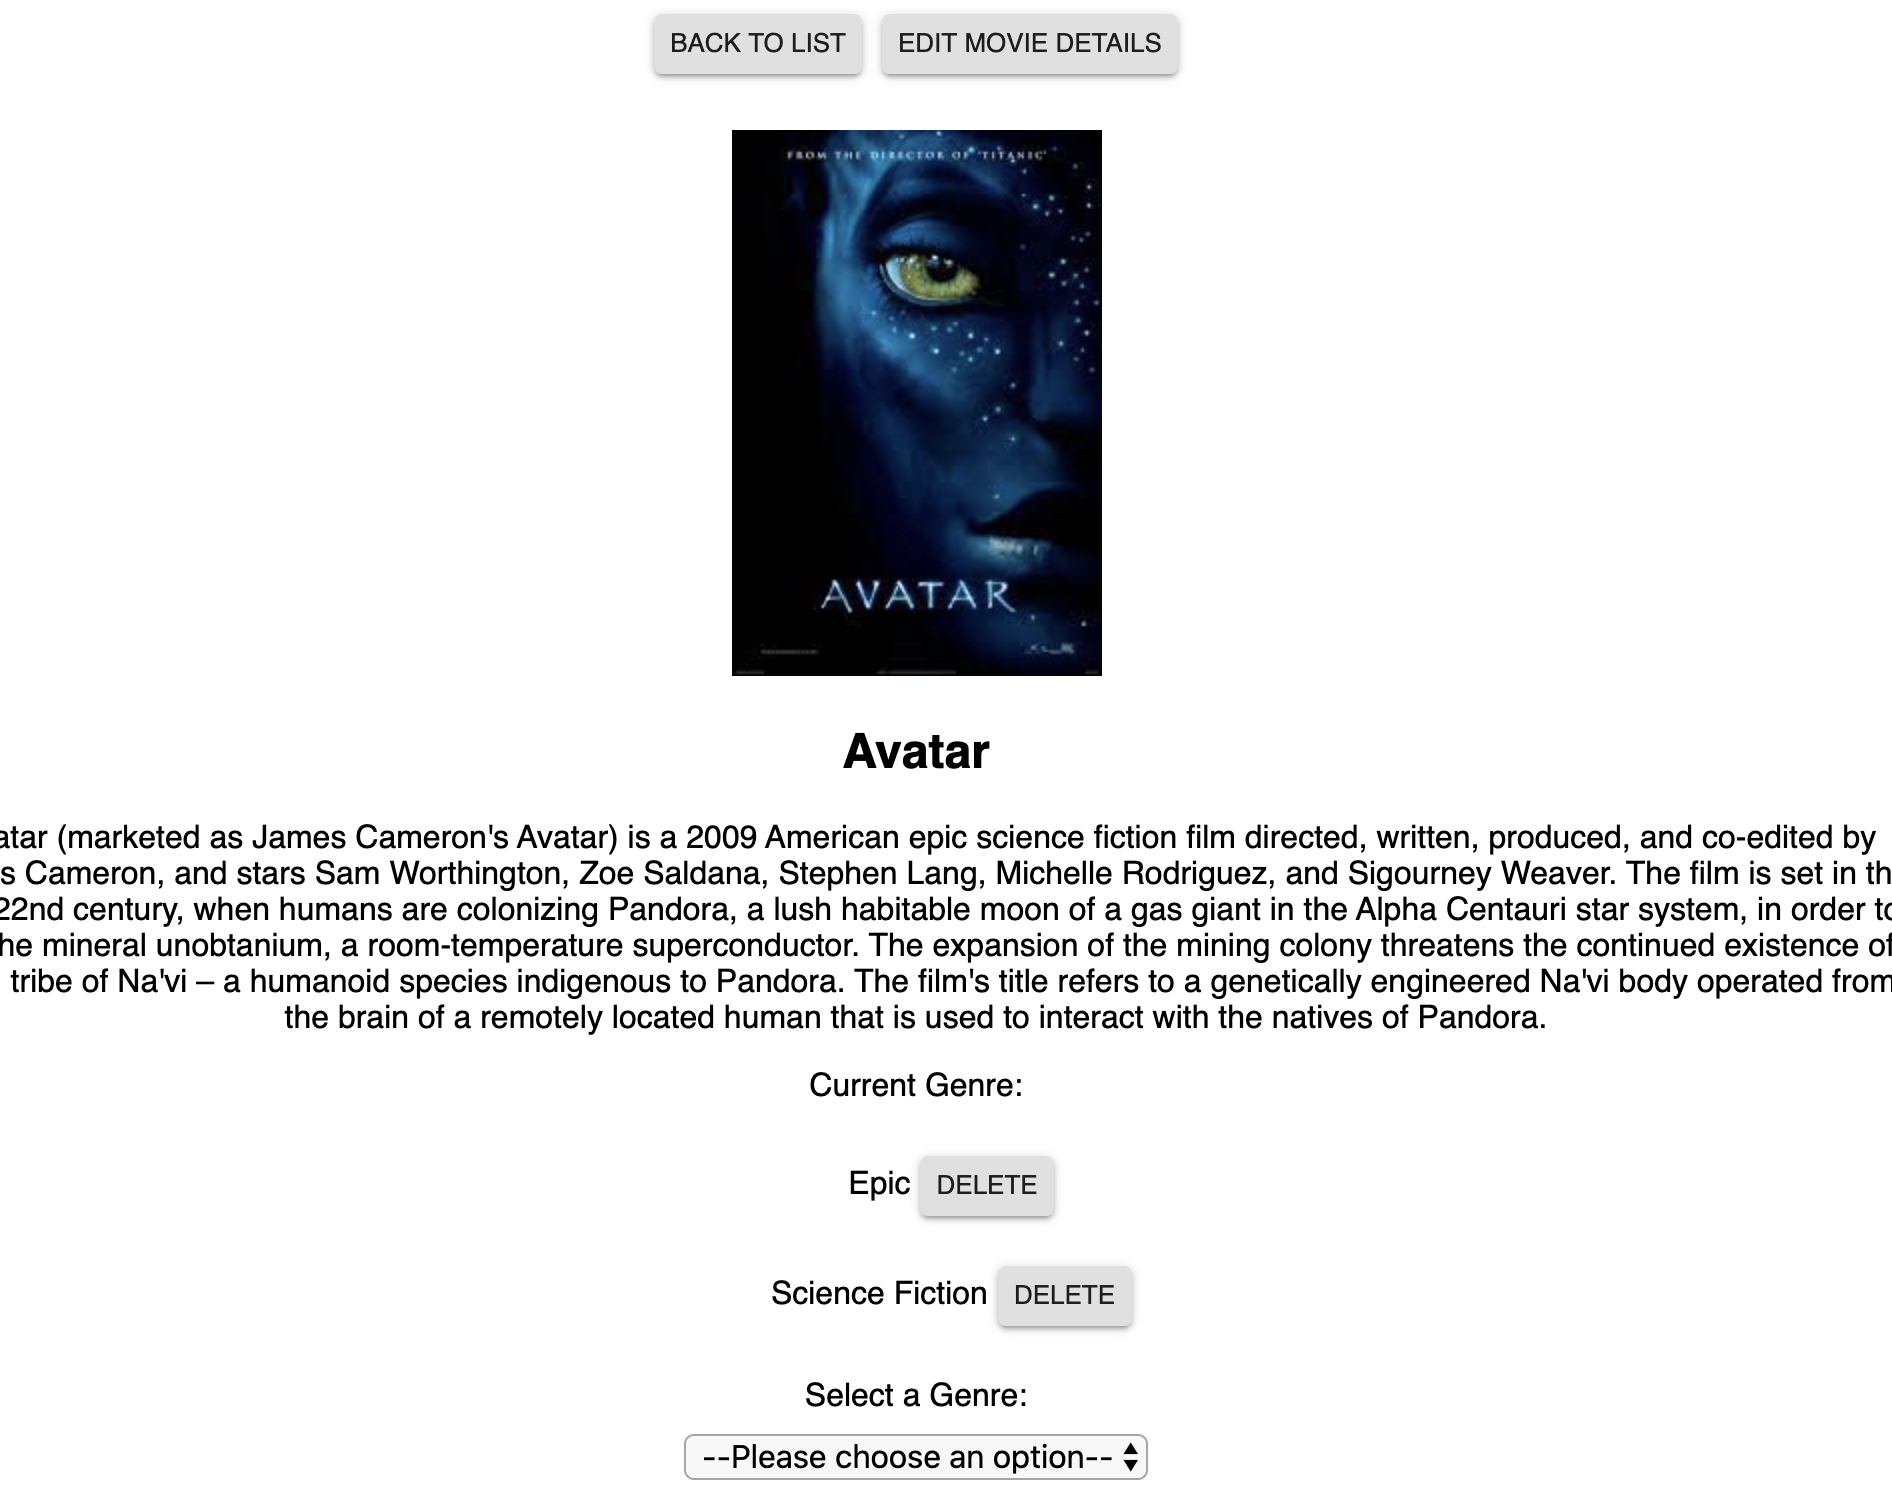 BACK TO LIST EDIT MOVIE DETAILS
FROM THE DIRECTOR OF 'TITANIC'
AVATAR
Avatar
atar (marketed as James Cameron's Avatar) is a 2009 American epic science fiction film directed, written, produced, and co-edited by
s Cameron, and stars Sam Worthington, Zoe Saldana, Stephen Lang, Michelle Rodriguez, and Sigourney Weaver. The film is set in th
22nd century, when humans are colonizing Pandora, a lush habitable moon of a gas giant in the Alpha Centauri star system, in order to
he mineral unobtanium, a room-temperature superconductor. The expansion of the mining colony threatens the continued existence of
tribe of Na'vi – a humanoid species indigenous to Pandora. The film's title refers to a genetically engineered Na'vi body operated from
the brain of a remotely located human that is used to interact with the natives of Pandora.
Current Genre:
Epic DELETE
Science Fiction DELETE
Select a Genre:
--Please choose an option--